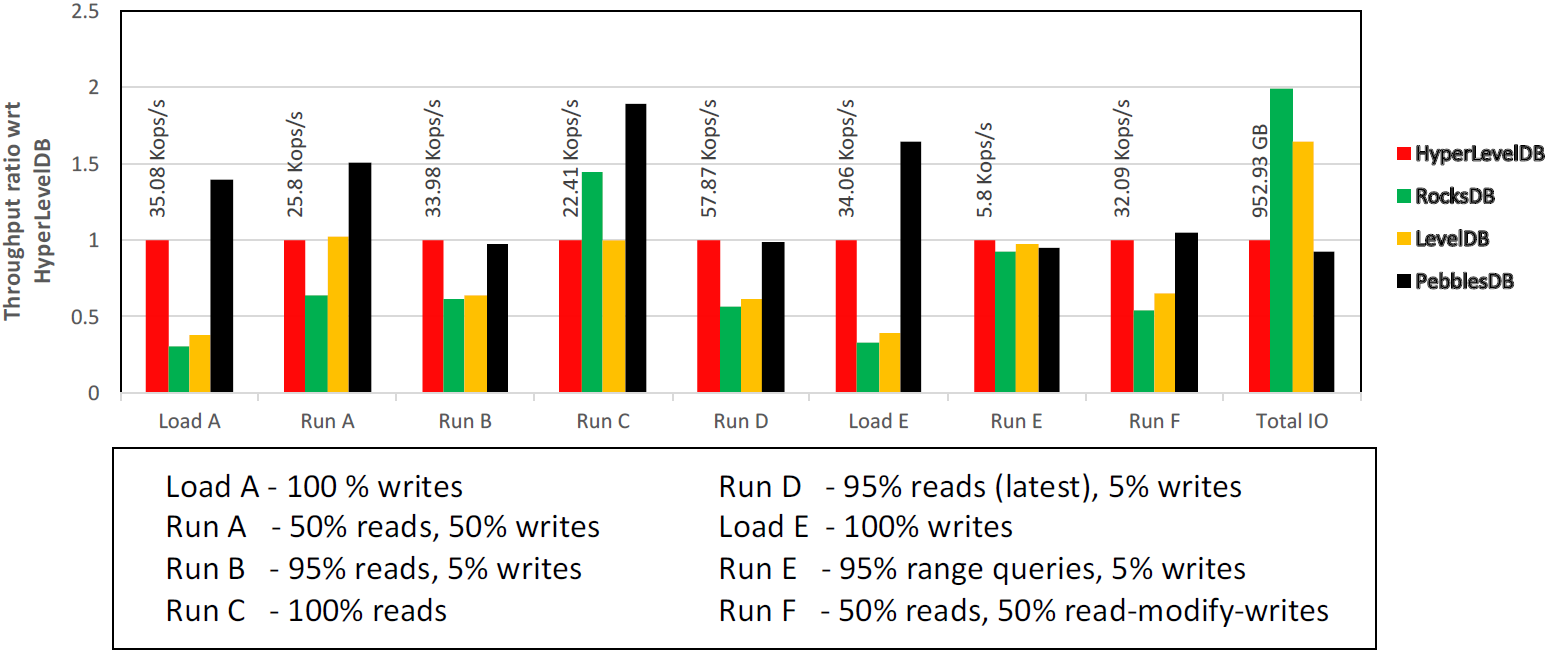 2.5
2
1.5
1
0.5
0
Throughput ratio wrt
HyperLevelDB
35.08 Kops/s
25.8 Kops/s
33.98 Kops/s
22.41 Kops/s
57.87 Kops/s
34.06 Kops/s
5.8 Kops/s
32.09 Kops/s
952.93 GB
HyperLevelDB
RocksDB
LevelDB
PebblesDB
Load A
Run A
Run B
Run C
Run D
Load E
Run E
Run F
Total IO
Load A - 100 % writes
Run A - 50% reads, 50% writes
Run B - 95% reads, 5% writes
Run C - 100% reads
Run D - 95% reads (latest), 5% writes
Load E - 100% writes
Run E - 95% range queries, 5% writes
Run F - 50% reads, 50% read-modify-writes